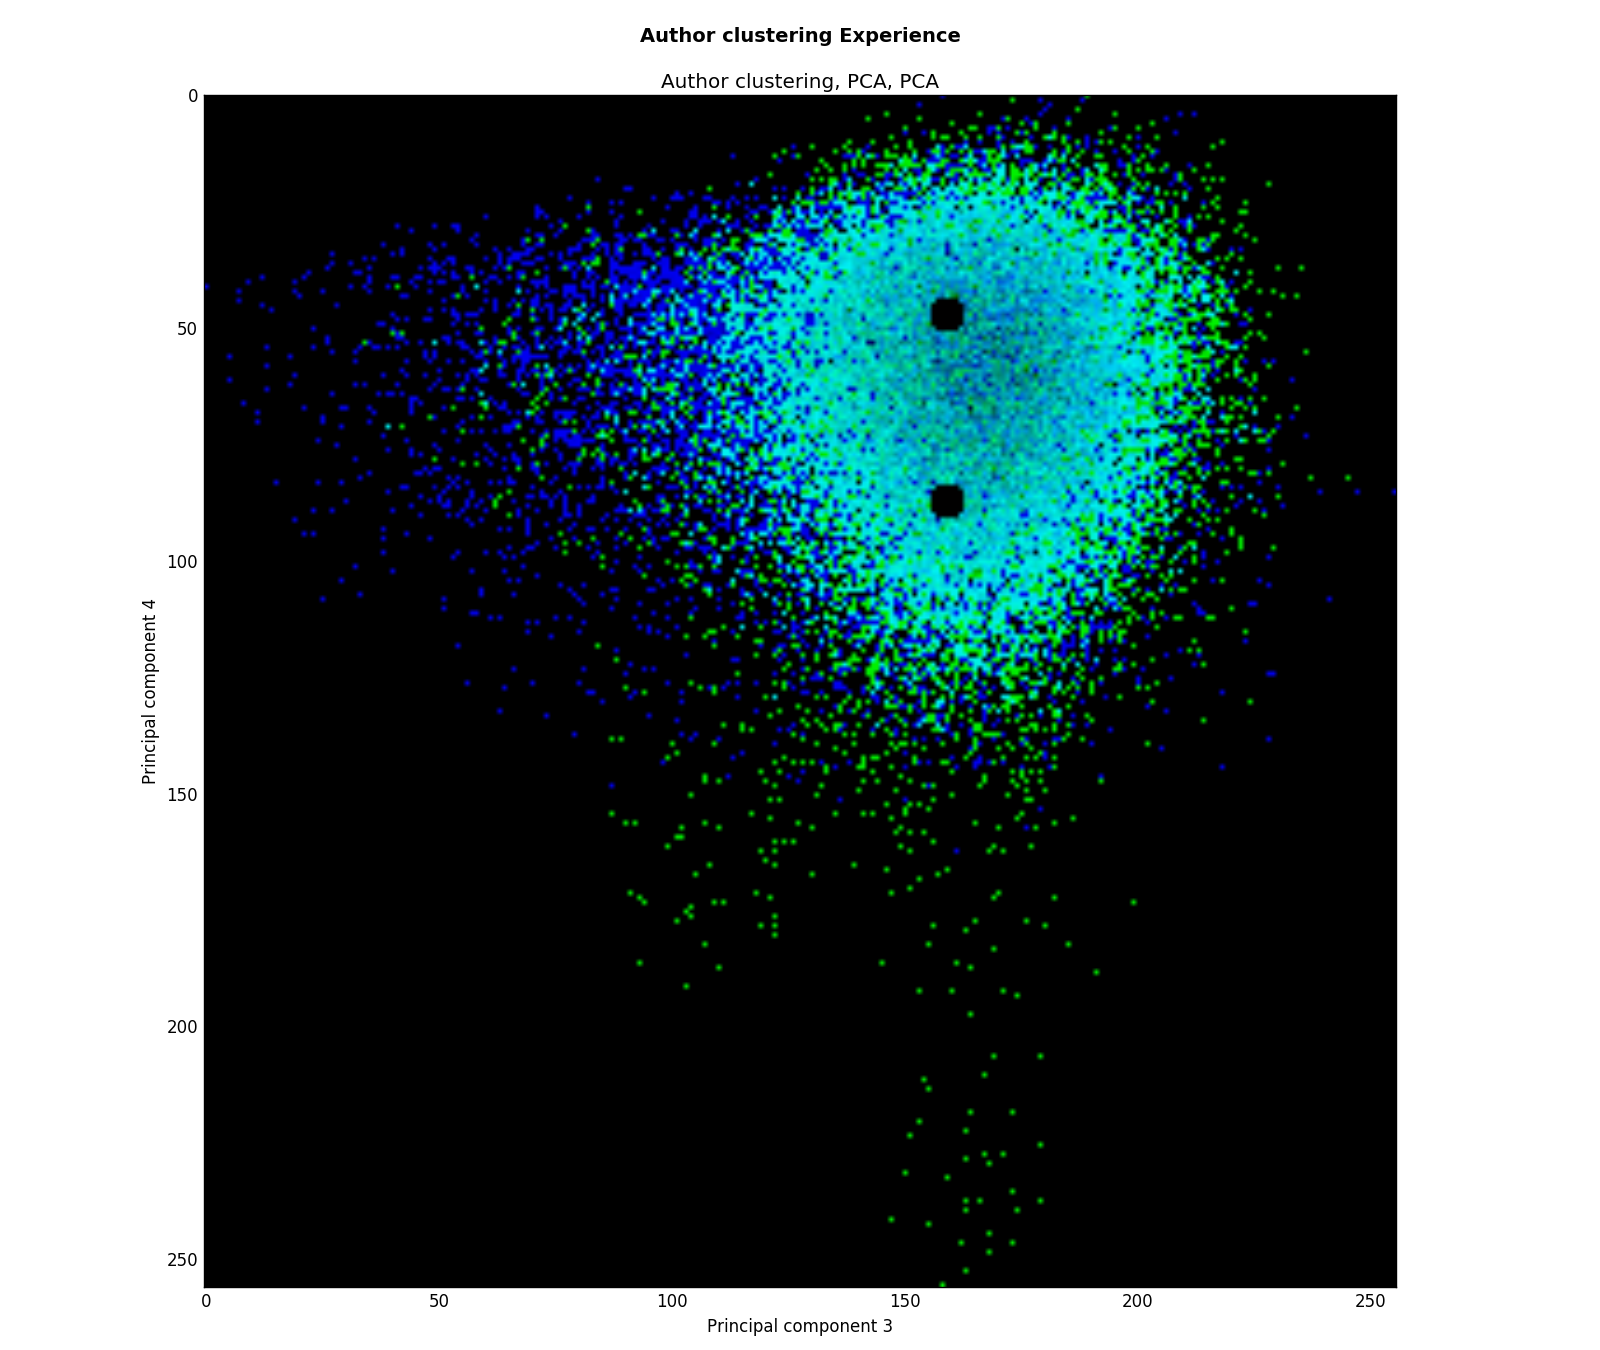 Author clustering Experience
Author clustering, PCA, PCA
0
50
100
150
200
250
Principal component 4
0 50 100 150 200 250
Principal component 3